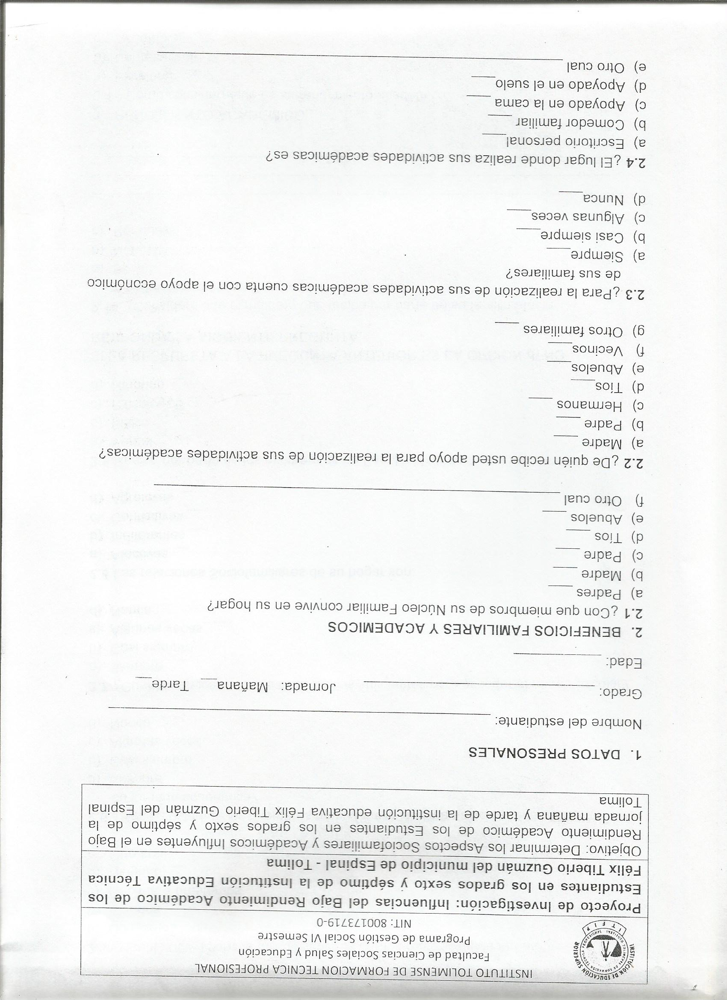 INSTITUTO TOLIMENSE DE FORMACION TECNICA PROFESIONAL
Facultad de Ciencias Sociales Salud y Educación
Programa de Gestión Social VI Semestre
NIT: 800173719-0
INSTITUCIÓN DE EDUCACIÓN SUPERIOR
I T F I P
Proyecto de Investigación: Influencias del Bajo Rendimiento Académico de los
Estudiantes en los grados sexto y séptimo de la Institución Educativa Técnica
Félix Tiberio Guzmán del municipio de Espinal - Tolima
Objetivo: Determinar los Aspectos Sociofamiliares y Académicos Influyentes en el Bajo
Rendimiento Académico de los Estudiantes en los grados sexto y séptimo de la
jornada mañana y tarde de la institución educativa Félix Tiberio Guzmán del Espinal
Tolima
1. DATOS PRESONALES
Nombre del estudiante: ____
Grado: ____ Jornada: Mañana__ Tarde__
Edad: ____
2. BENEFICIOS FAMILIARES Y ACADEMICOS
2.1 ¿Con que miembros de su Núcleo Familiar convive en su hogar?
a) Padres ___
b) Madre ___
c) Padre ___
d) Tíos ___
e) Abuelos ___
f) Otro cual ____
2.2 ¿De quién recibe usted apoyo para la realización de sus actividades académicas?
a) Madre ___
b) Padre ___
c) Hermanos ___
d) Tíos___
e) Abuelos___
f) Vecinos___
g) Otros familiares ___
2.3 ¿Para la realización de sus actividades académicas cuenta con el apoyo económico
de sus familiares?
a) Siempre___
b) Casi siempre___
c) Algunas veces___
d) Nunca___
2.4 ¿El lugar donde realiza sus actividades académicas es?
a) Escritorio personal___
b) Comedor familiar ___
c) Apoyado en la cama ___
d) Apoyado en el suelo___
e) Otro cual ____